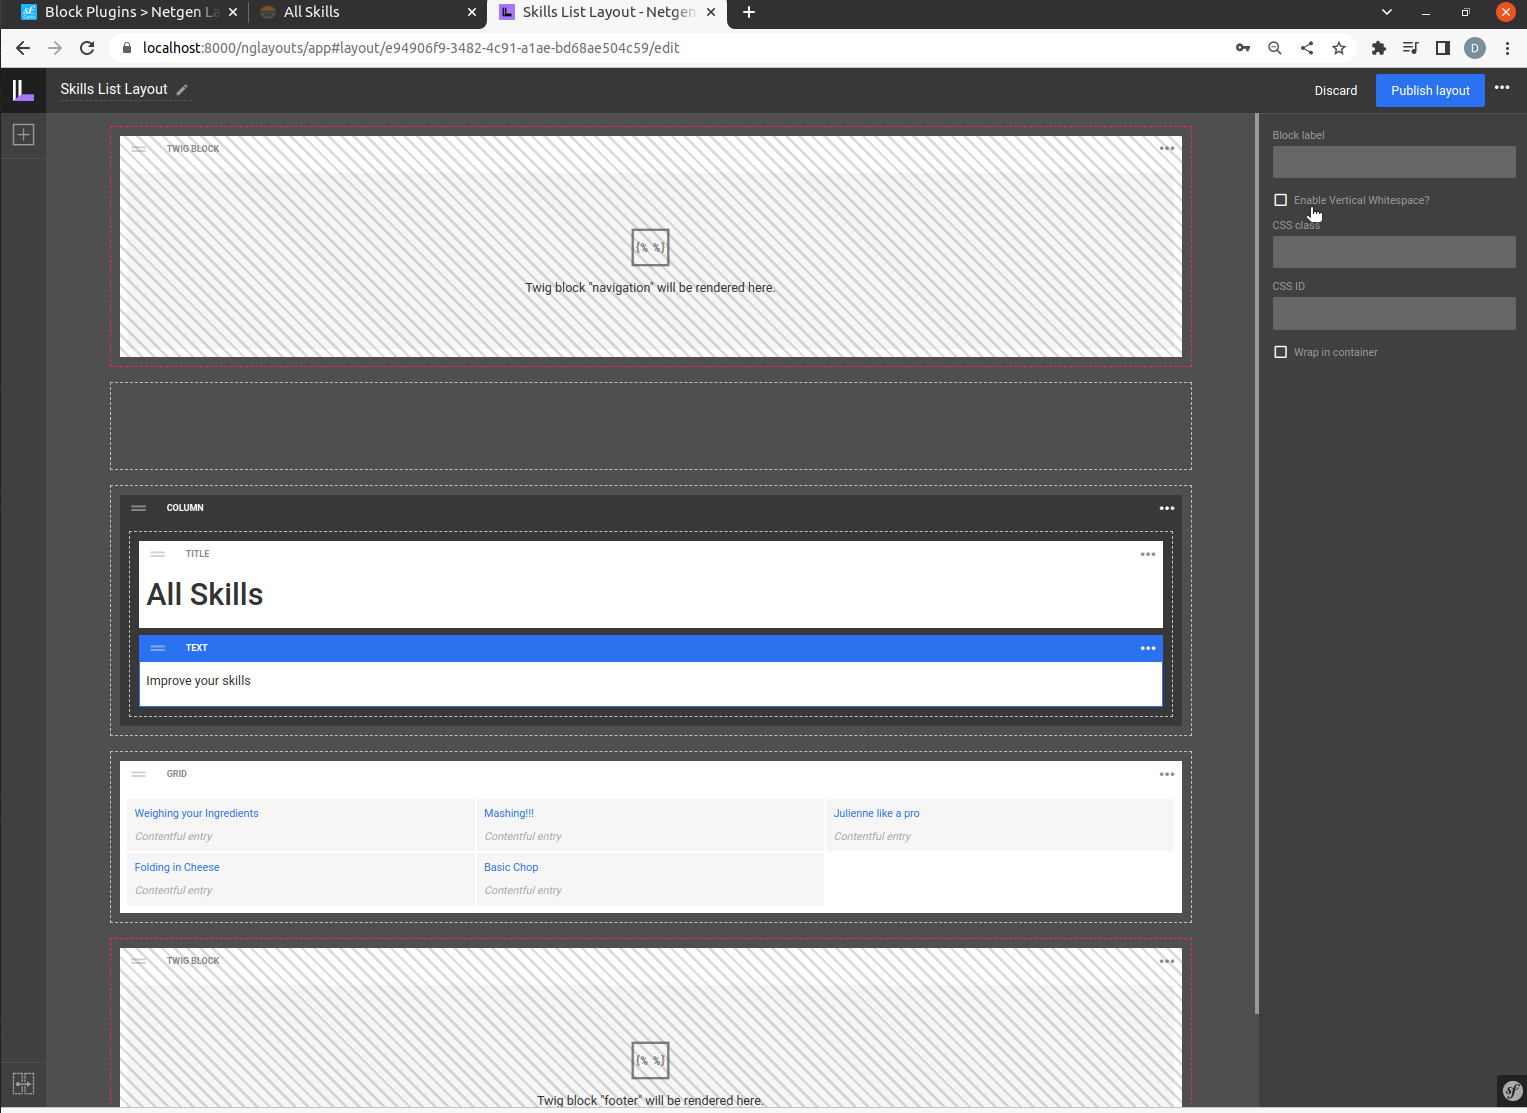 Block Plugins > Netgen La
All Skills
Skills List Layout - Netgen
localhost:8000/nglayouts/app#layout/e94906f9-3482-4c91-a1ae-bd68ae504c59/edit
D
Skills List Layout
Discard
Publish layout
TWIG BLOCK
{% %}
Twig block "navigation" will be rendered here.
Block label
Enable Vertical Whitespace?
CSS class
CSS ID
Wrap in container
COLUMN
TITLE
All Skills
TEXT
Improve your skills
GRID
Weighing your Ingredients
Contentful entry
Mashing!!!
Contentful entry
Julienne like a pro
Contentful entry
Folding in Cheese
Contentful entry
Basic Chop
Contentful entry
TWIG BLOCK
{% %}
Twig block "footer" will be rendered here.
sf